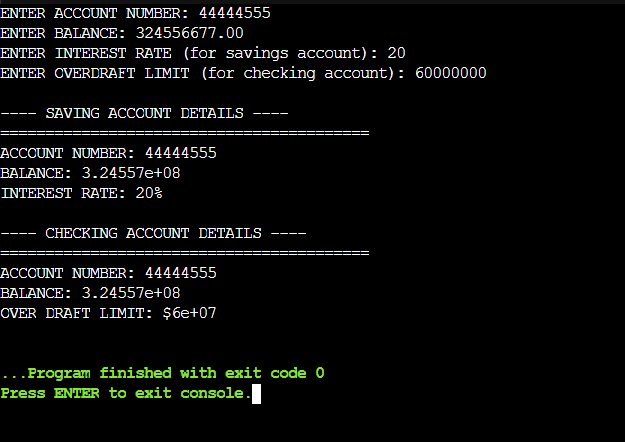 ENTER ACCOUNT NUMBER: 44444555
ENTER BALANCE: 324556677.00
ENTER INTEREST RATE (for savings account): 20
ENTER OVERDRAFT LIMIT (for checking account): 60000000
---- SAVING ACCOUNT DETAILS ----
=========================================
ACCOUNT NUMBER: 44444555
BALANCE: 3.24557e+08
INTEREST RATE: 20%
---- CHECKING ACCOUNT DETAILS ----
=========================================
ACCOUNT NUMBER: 44444555
BALANCE: 3.24557e+08
OVER DRAFT LIMIT: $6e+07
...Program finished with exit code 0
Press ENTER to exit console.